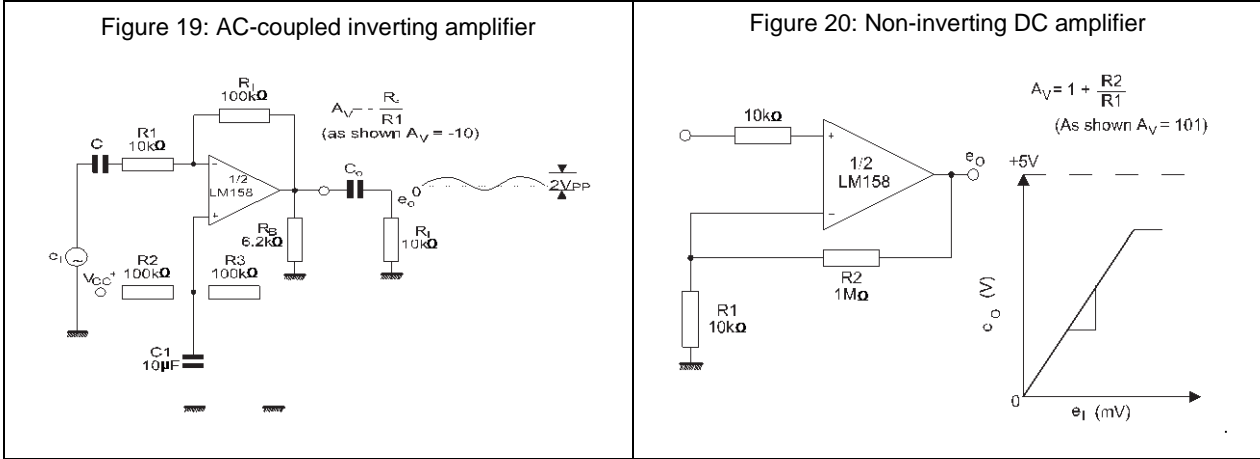 Figure 19: AC-coupled inverting amplifier
Rf
100kΩ
AV = - Rf
R1
(as shown AV = -10)
C
R1
10kΩ
1/2
LM158
Co
eo
0
2VPP
RB
6.2kΩ
RL
10kΩ
eI
VCC+
R2
100kΩ
R3
100kΩ
C1
10µF
Figure 20: Non-inverting DC amplifier
AV = 1 + R2
R1
(As shown AV = 101)
10kΩ
+
1/2
LM158
-
eO
+5V
R2
1MΩ
R1
10kΩ
eO (V)
0
eI (mV)